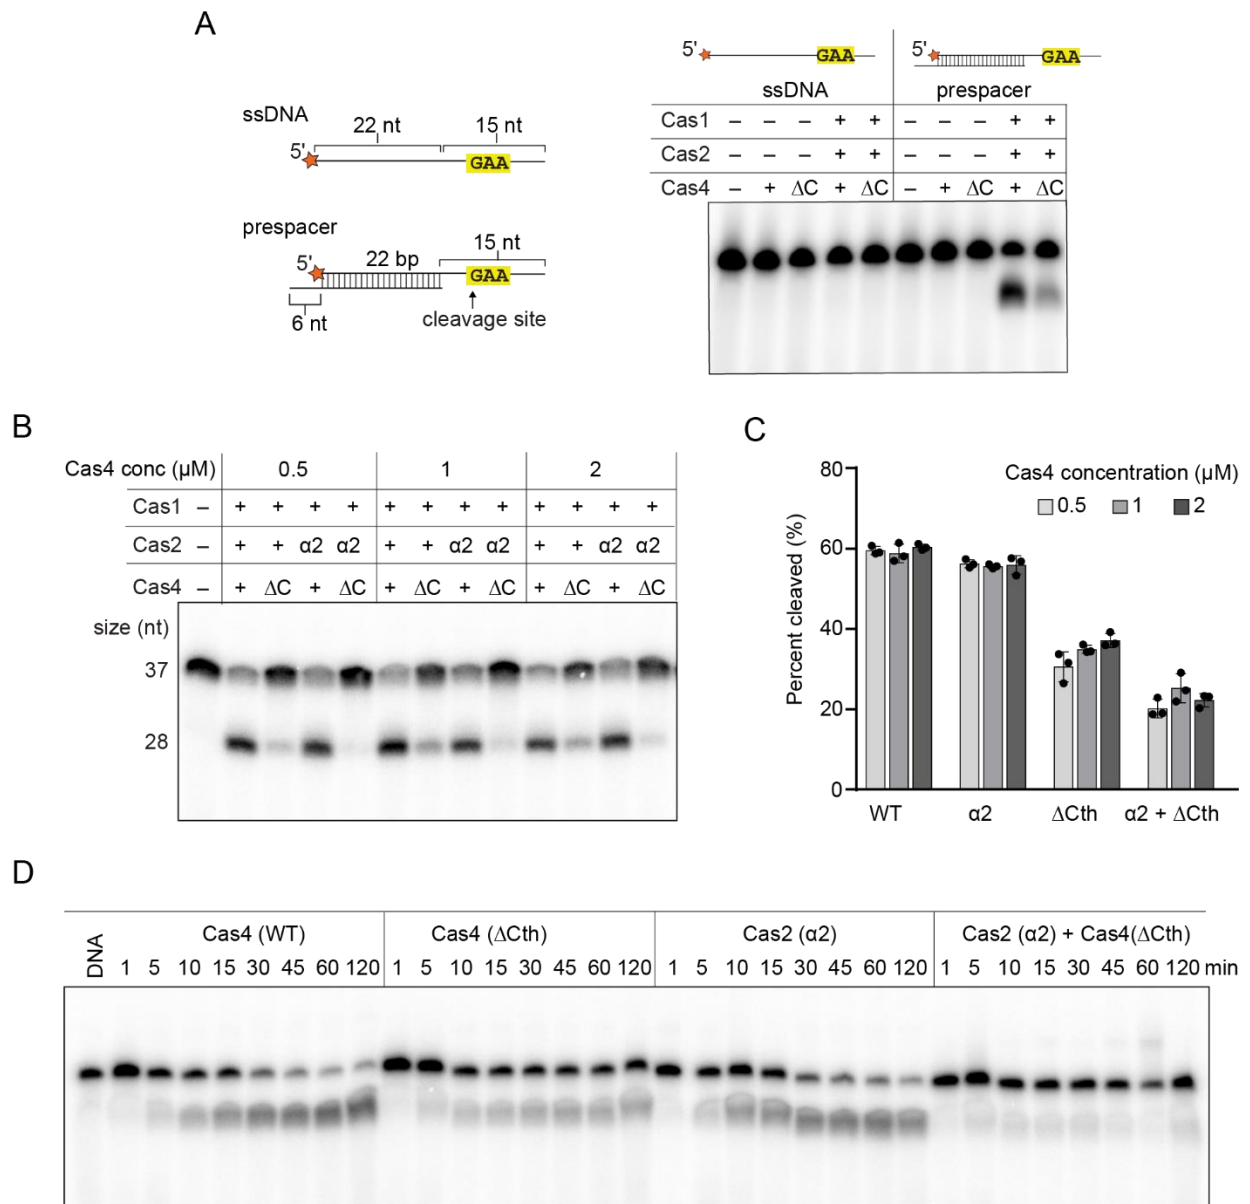 A
ssDNA
22 nt 15 nt
5' GAA
prespacer
5' 22 bp 15 nt
GAA
6 nt cleavage site
5' GAA 5' GAA
ssDNA prespacer
Cas1 – – – + + – – – + +
Cas2 – – – + + – – – + +
Cas4 – + ΔC + ΔC – + ΔC + ΔC
B
Cas4 conc (μM) 0.5 1 2
Cas1 – + + + + + + + + + + + +
Cas2 – + + α2 α2 + + α2 α2 + + α2 α2
Cas4 – + ΔC + ΔC + ΔC + ΔC + ΔC + ΔC
size (nt)
37
28
C
Cas4 concentration (μM)
0.5 1 2
Percent cleaved (%)
80
60
40
20
0
WT α2 ΔCth α2 + ΔCth
D
DNA
Cas4 (WT) Cas4 (ΔCth) Cas2 (α2) Cas2 (α2) + Cas4(ΔCth)
1 5 10 15 30 45 60 120 1 5 10 15 30 45 60 120 1 5 10 15 30 45 60 120 1 5 10 15 30 45 60 120 min